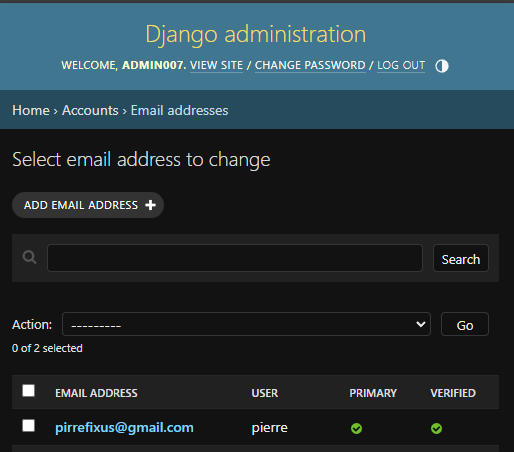 Django administration
WELCOME, ADMIN007. VIEW SITE / CHANGE PASSWORD / LOG OUT
Home › Accounts › Email addresses
Select email address to change
ADD EMAIL ADDRESS +
Search
Action: --------- Go
0 of 2 selected
EMAIL ADDRESS USER PRIMARY VERIFIED
pirrefixus@gmail.com pierre